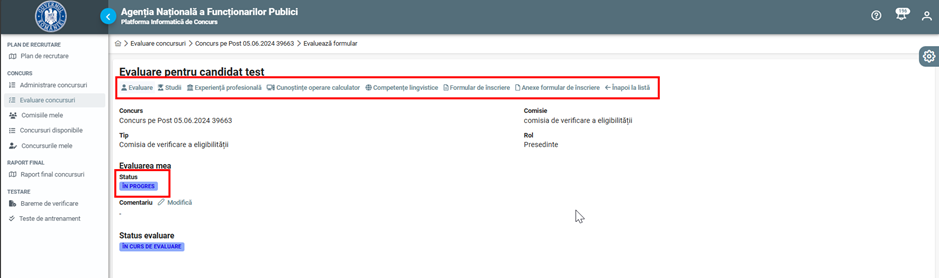 GUVERNUL
ROMÂNIEI
Agenția Națională a Funcționarilor Publici
Platforma Informatică de Concurs
196
PLAN DE RECRUTARE
Plan de recrutare
CONCURS
Administrare concursuri
Evaluare concursuri
Comisiile mele
Concursuri disponibile
Concursurile mele
RAPORT FINAL
Raport final concursuri
TESTARE
Bareme de verificare
Teste de antrenament
Evaluare concursuri > Concurs pe Post 05.06.2024 39663 > Evaluează formular
Evaluare pentru candidat test
Evaluare Studii Experiență profesională Cunoștințe operare calculator Competențe lingvistice Formular de înscriere Anexe formular de înscriere Înapoi la listă
Concurs
Concurs pe Post 05.06.2024 39663
Comisie
comisia de verificare a eligibilității
Tip
Comisia de verificare a eligibilității
Rol
Presedinte
Evaluarea mea
Status
ÎN PROGRES
Comentariu Modifică
-
Status evaluare
ÎN CURS DE EVALUARE